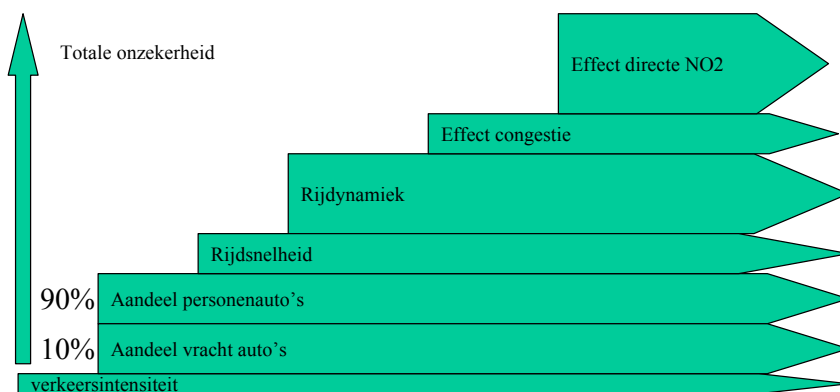 Totale onzekerheid
Effect directe NO2
Effect congestie
Rijdynamiek
Rijdsnelheid
90% Aandeel personenauto's
10% Aandeel vracht auto's
verkeersintensiteit